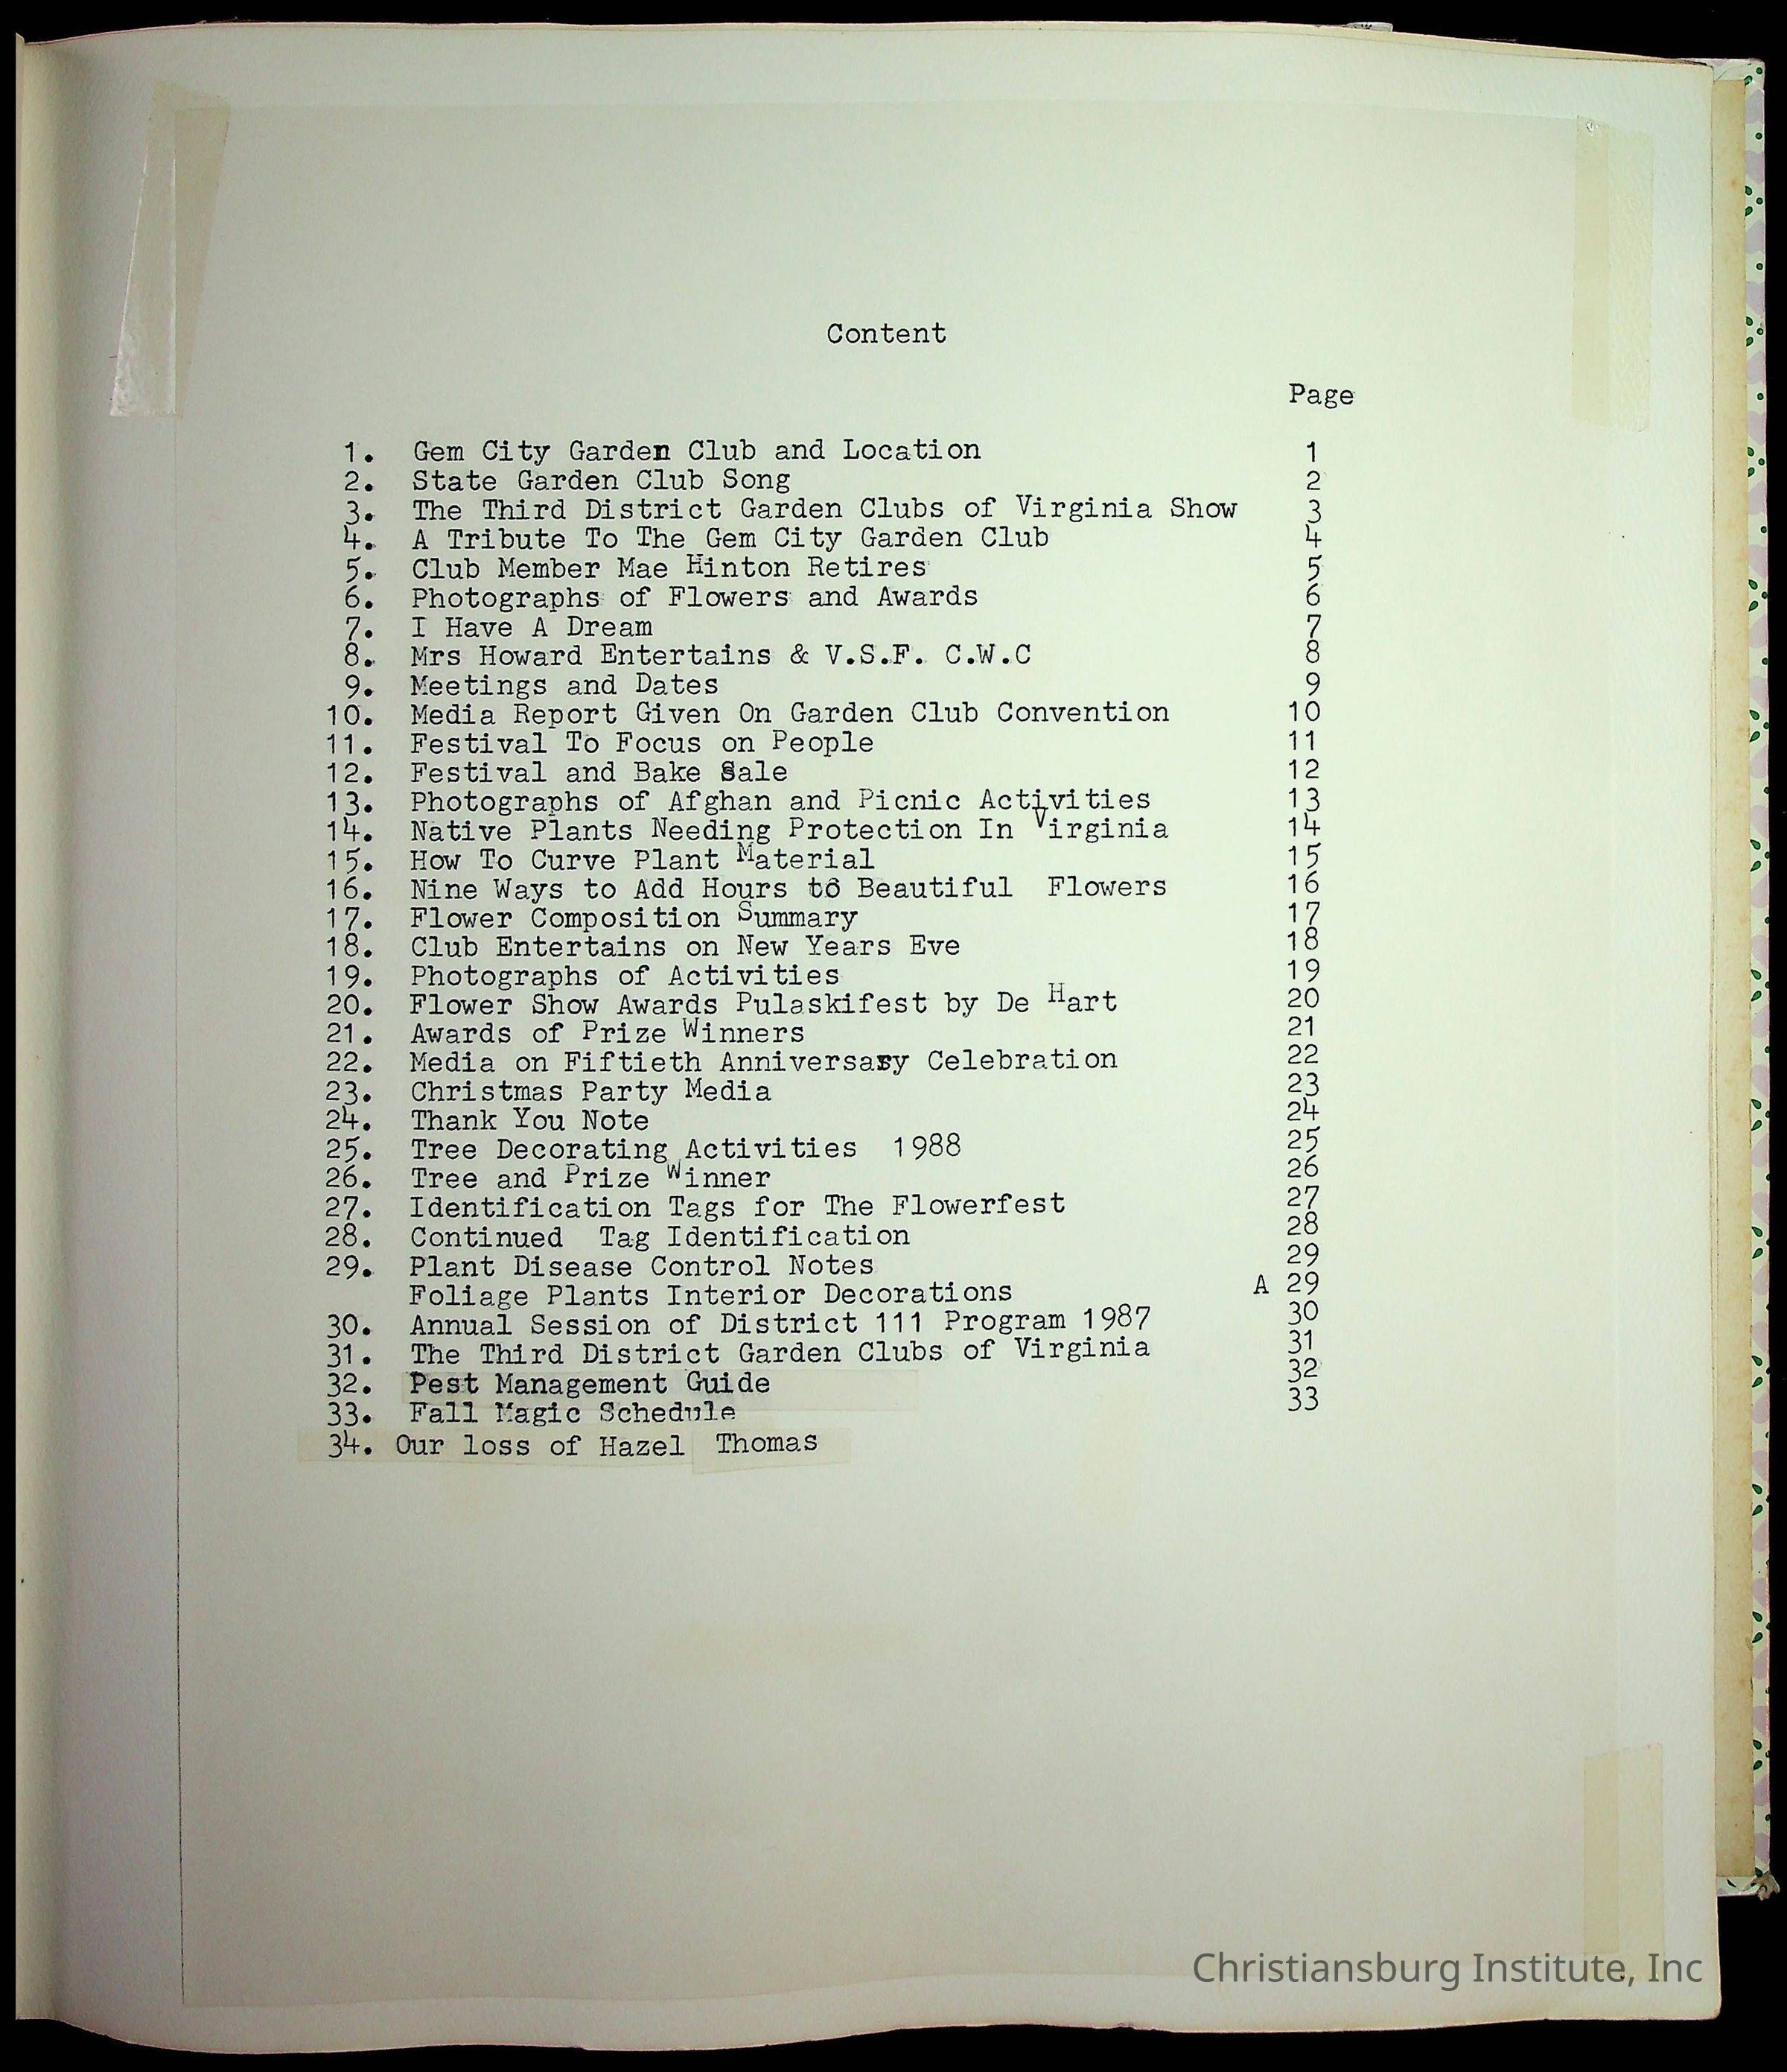 Content
Page
1. Gem City Garden Club and Location 1
2. State Garden Club Song 2
3. The Third District Garden Clubs of Virginia Show 3
4. A Tribute To The Gem City Garden Club 4
5. Club Member Mae Hinton Retires 5
6. Photographs of Flowers and Awards 6
7. I Have A Dream 7
8. Mrs Howard Entertains & V.S.F. C.W.C 8
9. Meetings and Dates 9
10. Media Report Given On Garden Club Convention 10
11. Festival To Focus on People 11
12. Festival and Bake Sale 12
13. Photographs of Afghan and Picnic Activities 13
14. Native Plants Needing Protection In Virginia 14
15. How To Curve Plant Material 15
16. Nine Ways to Add Hours to Beautiful Flowers 16
17. Flower Composition Summary 17
18. Club Entertains on New Years Eve 18
19. Photographs of Activities 19
20. Flower Show Awards Pulaskifest by De Hart 20
21. Awards of Prize Winners 21
22. Media on Fiftieth Anniversary Celebration 22
23. Christmas Party Media 23
24. Thank You Note 24
25. Tree Decorating Activities 1988 25
26. Tree and Prize Winner 26
27. Identification Tags for The Flowerfest 27
28. Continued Tag Identification 28
29. Plant Disease Control Notes 29
Foliage Plants Interior Decorations A 29
30. Annual Session of District 111 Program 1987 30
31. The Third District Garden Clubs of Virginia 31
32. Pest Management Guide 32
33. Fall Magic Schedule 33
34. Our loss of Hazel Thomas
Christiansburg Institute, Inc